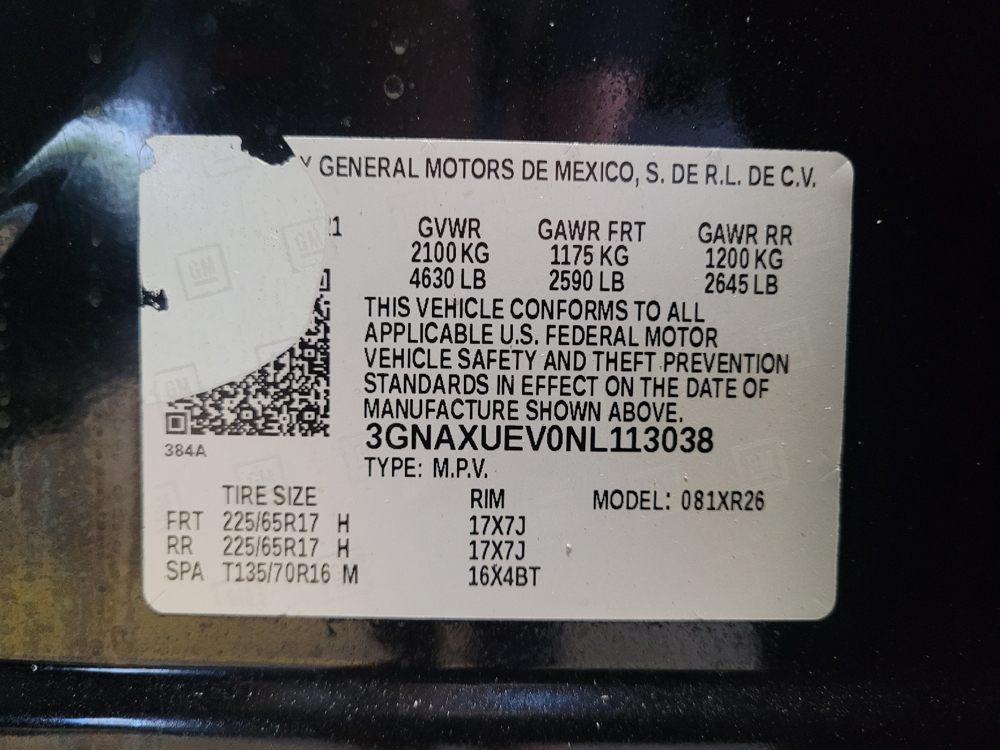 GENERAL MOTORS DE MEXICO, S. DE R.L. DE C.V.
GVWR GAWR FRT GAWR RR
2100 KG 1175 KG 1200 KG
4630 LB 2590 LB 2645 LB
THIS VEHICLE CONFORMS TO ALL
APPLICABLE U.S. FEDERAL MOTOR
VEHICLE SAFETY AND THEFT PREVENTION
STANDARDS IN EFFECT ON THE DATE OF
MANUFACTURE SHOWN ABOVE.
3GNAXUEV0NL113038
384A
TYPE: M.P.V.
TIRE SIZE RIM MODEL: 081XR26
FRT 225/65R17 H 17X7J
RR 225/65R17 H 17X7J
SPA T135/70R16 M 16X4BT
GM
GM
GM